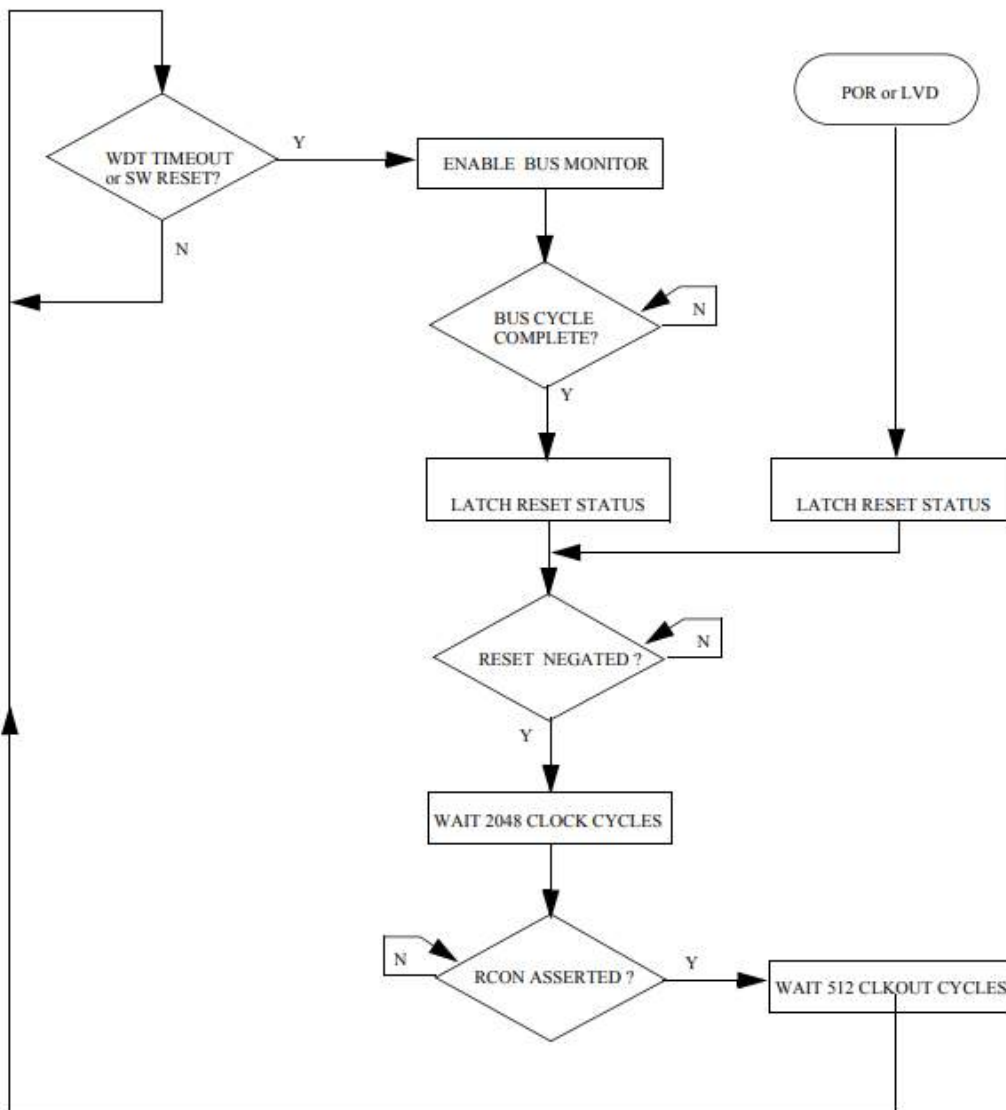 POR or LVD
WDT TIMEOUT
or SW RESET?
Y
ENABLE BUS MONITOR
N
BUS CYCLE
COMPLETE?
N
Y
LATCH RESET STATUS
LATCH RESET STATUS
RESET NEGATED ?
N
Y
WAIT 2048 CLOCK CYCLES
N
RCON ASSERTED ?
Y
WAIT 512 CLKOUT CYCLES